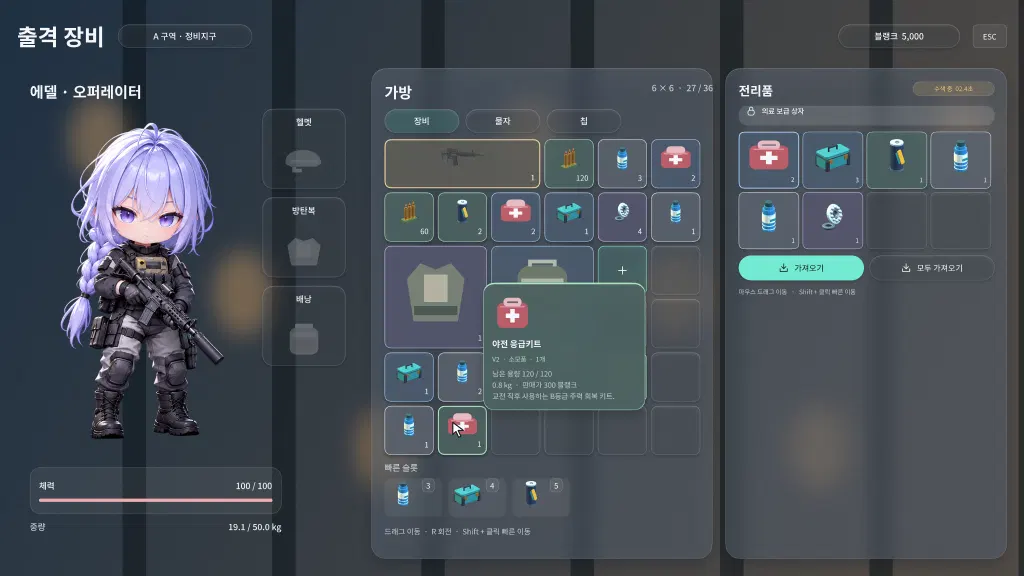 출격 장비
A 구역 · 정비지구
블랭크 5,000
ESC
에델 · 오퍼레이터
헬멧
방탄복
배낭
체력
100 / 100
중량
19.1 / 50.0 kg
가방
6 × 6 · 27 / 36
장비
물자
칩
1
120
3
2
60
2
2
1
4
1
1
+
1
2
1
1
야전 응급키트
V2 · 소모품 · 1개
남은 용량 120 / 120
0.8 kg · 판매가 300 블랭크
교전 직후 사용하는 B등급 주력 회복 키트.
빠른 슬롯
3
4
5
드래그 이동 · R 회전 · Shift + 클릭 빠른 이동
전리품
수색 중 02.4초
의료 보급 상자
2
3
1
1
1
1
가져오기
모두 가져오기
마우스 드래그 이동 · Shift + 클릭 빠른 이동